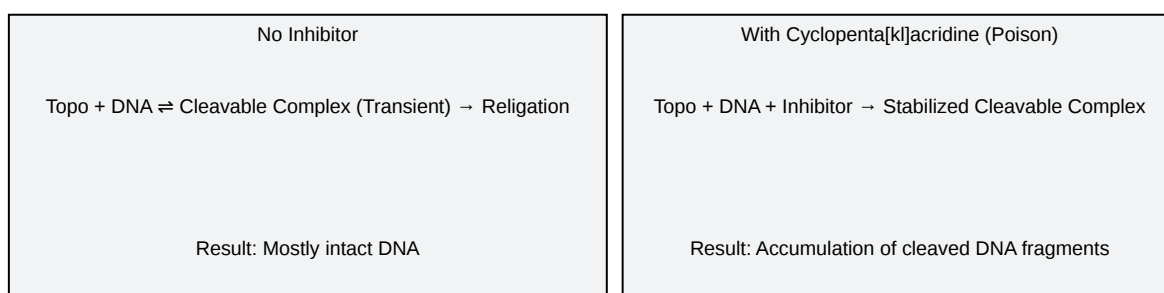 No Inhibitor
Topo + DNA ⇌ Cleavable Complex (Transient) → Religation
Result: Mostly intact DNA
With Cyclopenta[kl]acridine (Poison)
Topo + DNA + Inhibitor → Stabilized Cleavable Complex
Result: Accumulation of cleaved DNA fragments